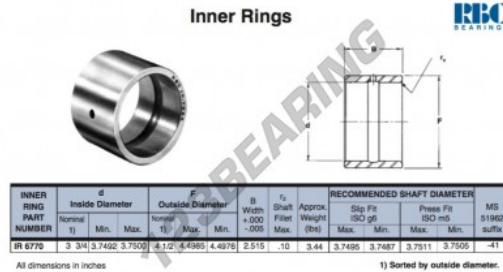 Inner Rings
RBC
BEARINGS
B
rs
d
F
123BEARING
INNER RING PART NUMBER
d Inside Diameter
F Outside Diameter
B Width +.000 -.005
rs Shaft Fillet Max.
Approx. Weight (lbs)
RECOMMENDED SHAFT DIAMETER
Slip Fit ISO g6
Press Fit ISO m5
MS 51962 suffix
Nominal 1) Min. Max. Nominal 1) Max. Min. Max. Min. Max. Min.
IR 6770 3 3/4 3.7492 3.7500 4 1/2 4.4985 4.4976 2.515 .10 3.44 3.7495 3.7487 3.7511 3.7505 -41
All dimensions in inches
1) Sorted by outside diameter.